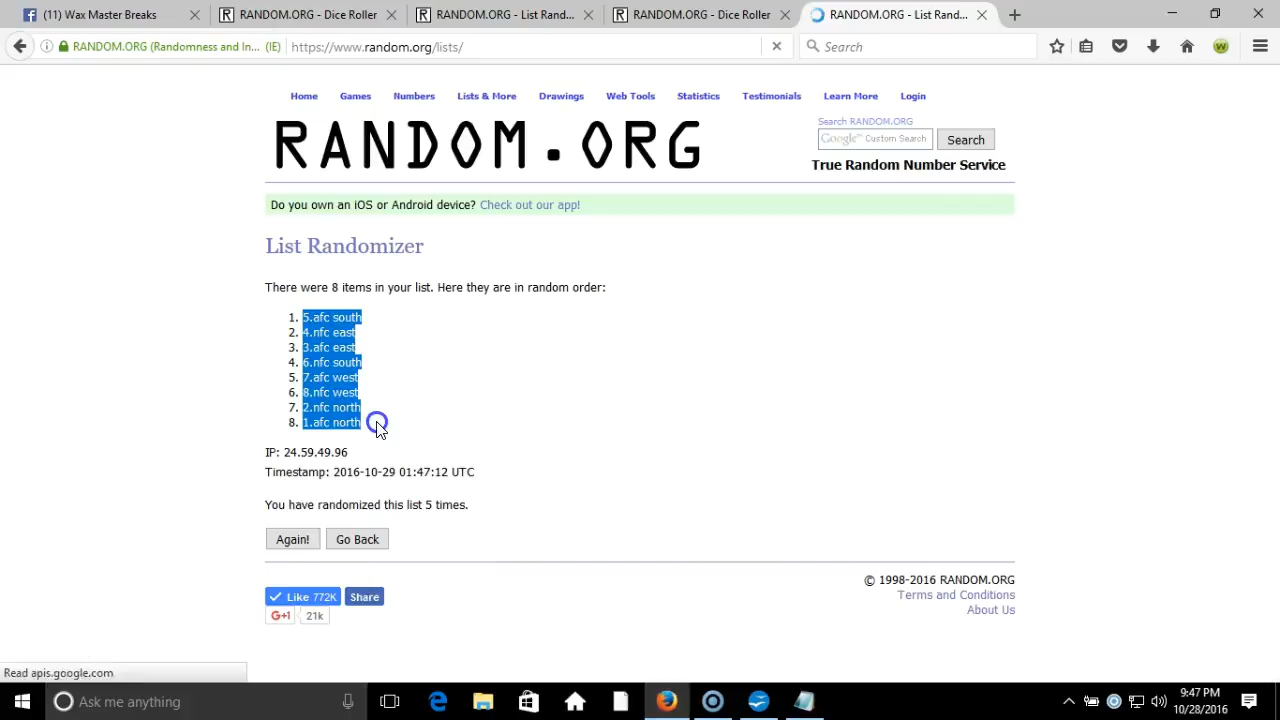 Wax Master Breaks
RANDOM.ORG - Dice Roller
RANDOM.ORG - List Rand...
RANDOM.ORG - Dice Roller
RANDOM.ORG - List Rand...
RANDOM.ORG (Randomness and In... (IE)
https://www.random.org/lists/
Search
Home Games Numbers Lists & More Drawings Web Tools Statistics Testimonials Learn More Login
RANDOM.ORG
Search RANDOM.ORG
Google™ Custom Search
Search
True Random Number Service
Do you own an iOS or Android device? Check out our app!
List Randomizer
There were 8 items in your list. Here they are in random order:
1. 5.afc south
2. 4.nfc east
3. 3.afc east
4. 6.nfc south
5. 7.afc west
6. 8.nfc west
7. 2.nfc north
8. 1.afc north
IP: 24.59.49.96
Timestamp: 2016-10-29 01:47:12 UTC
You have randomized this list 5 times.
Again! Go Back
© 1998-2016 RANDOM.ORG
Terms and Conditions
About Us
Like 772K Share
G+1 21k
Read apis.google.com
Ask me anything
9:47 PM
10/28/2016